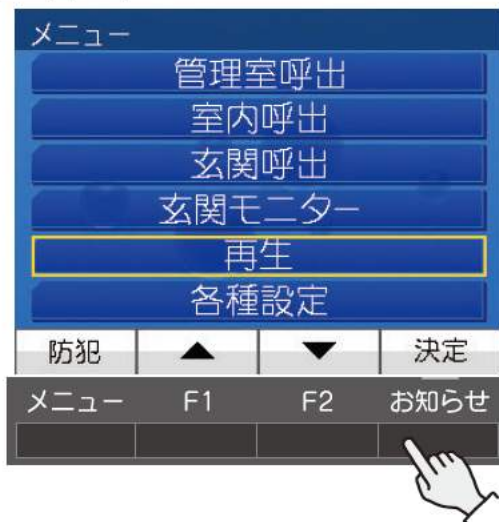 メニュー
管理室呼出
室内呼出
玄関呼出
玄関モニター
再生
各種設定
防犯 ▲ ▼ 決定
メニュー F1 F2 お知らせ